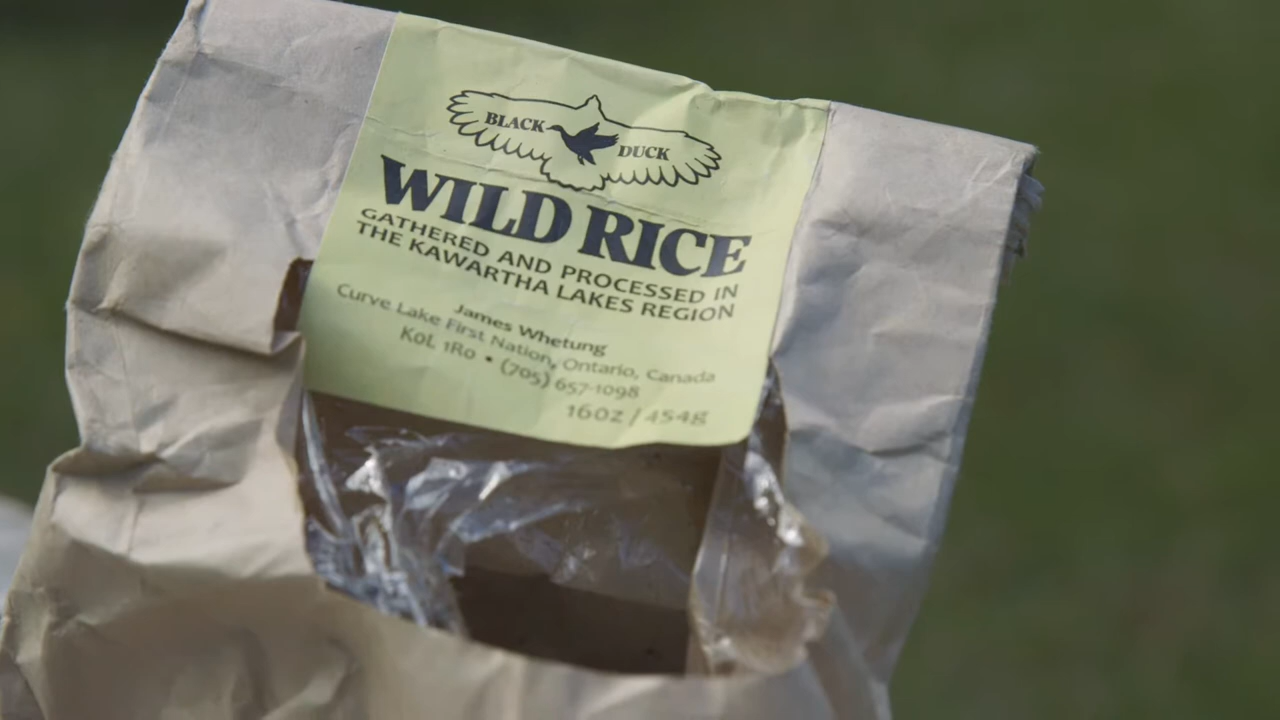 BLACK DUCK
WILD RICE
GATHERED AND PROCESSED IN
THE KAWARTHA LAKES REGION
James Whetung
Curve Lake First Nation, Ontario, Canada
K0L 1R0 • (705) 657-1098
16oz / 454g